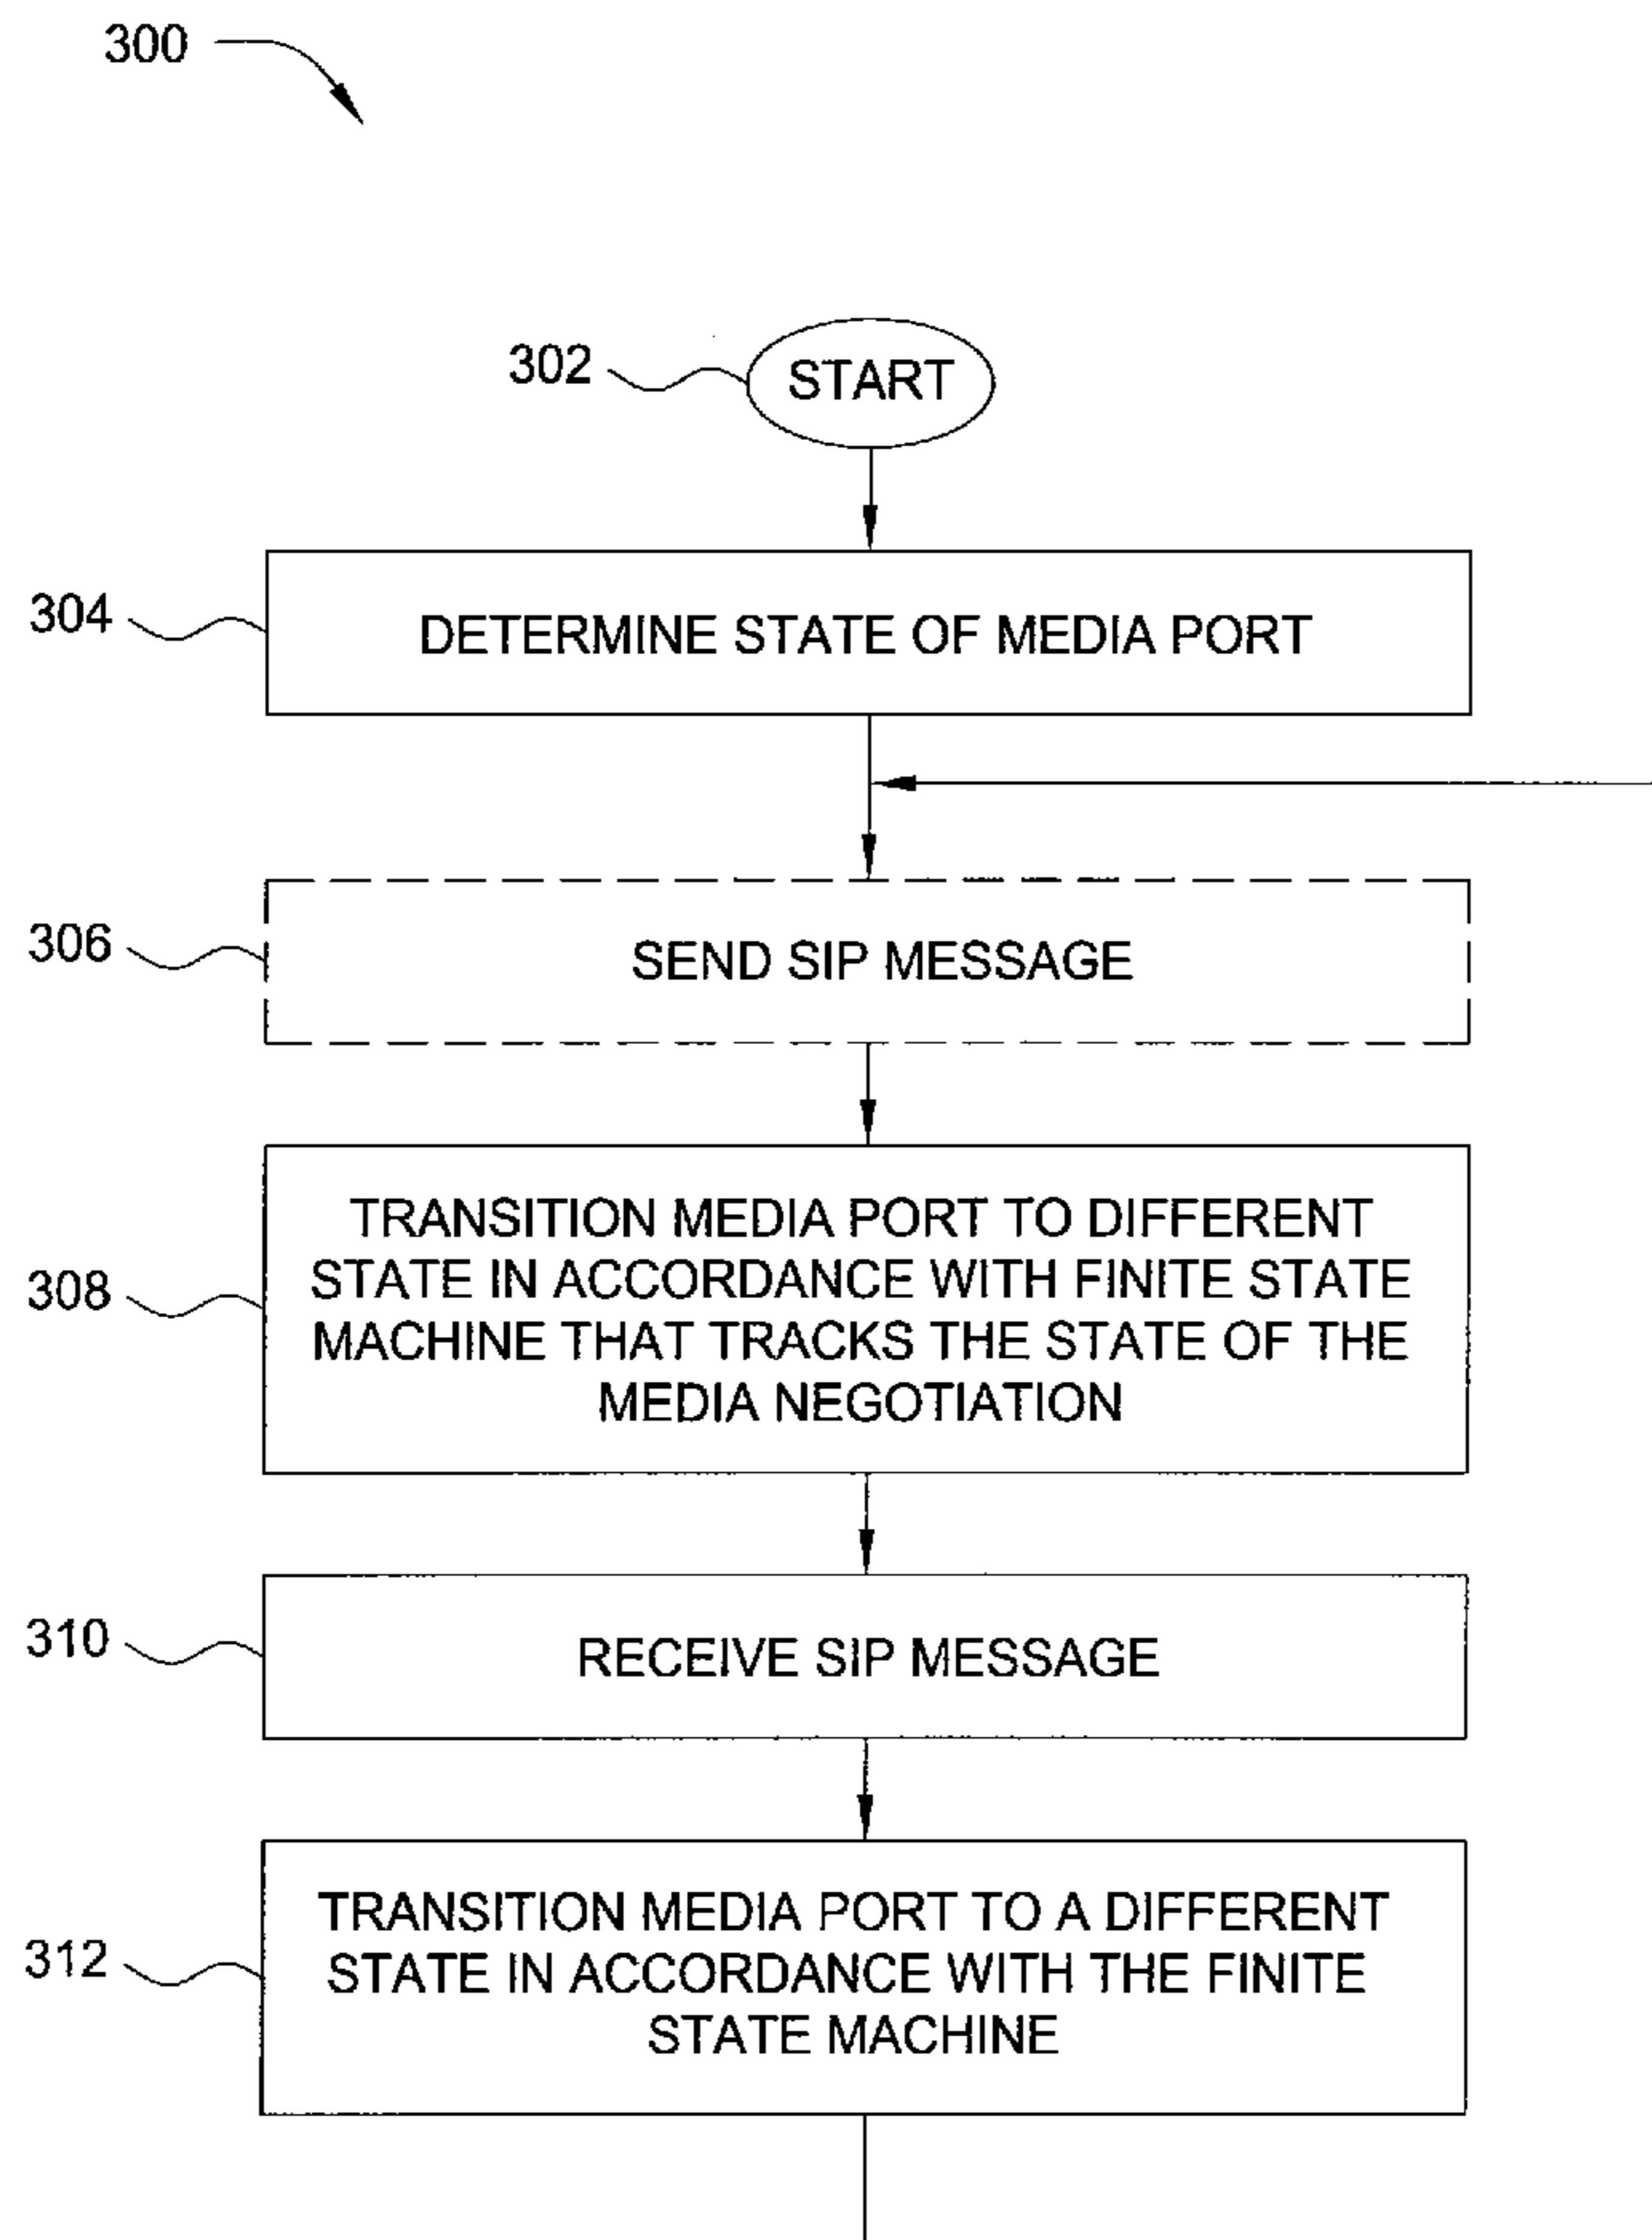 300
302
START
304
DETERMINE STATE OF MEDIA PORT
306
SEND SIP MESSAGE
308
TRANSITION MEDIA PORT TO DIFFERENT
STATE IN ACCORDANCE WITH FINITE STATE
MACHINE THAT TRACKS THE STATE OF THE
MEDIA NEGOTIATION
310
RECEIVE SIP MESSAGE
312
TRANSITION MEDIA PORT TO A DIFFERENT
STATE IN ACCORDANCE WITH THE FINITE
STATE MACHINE